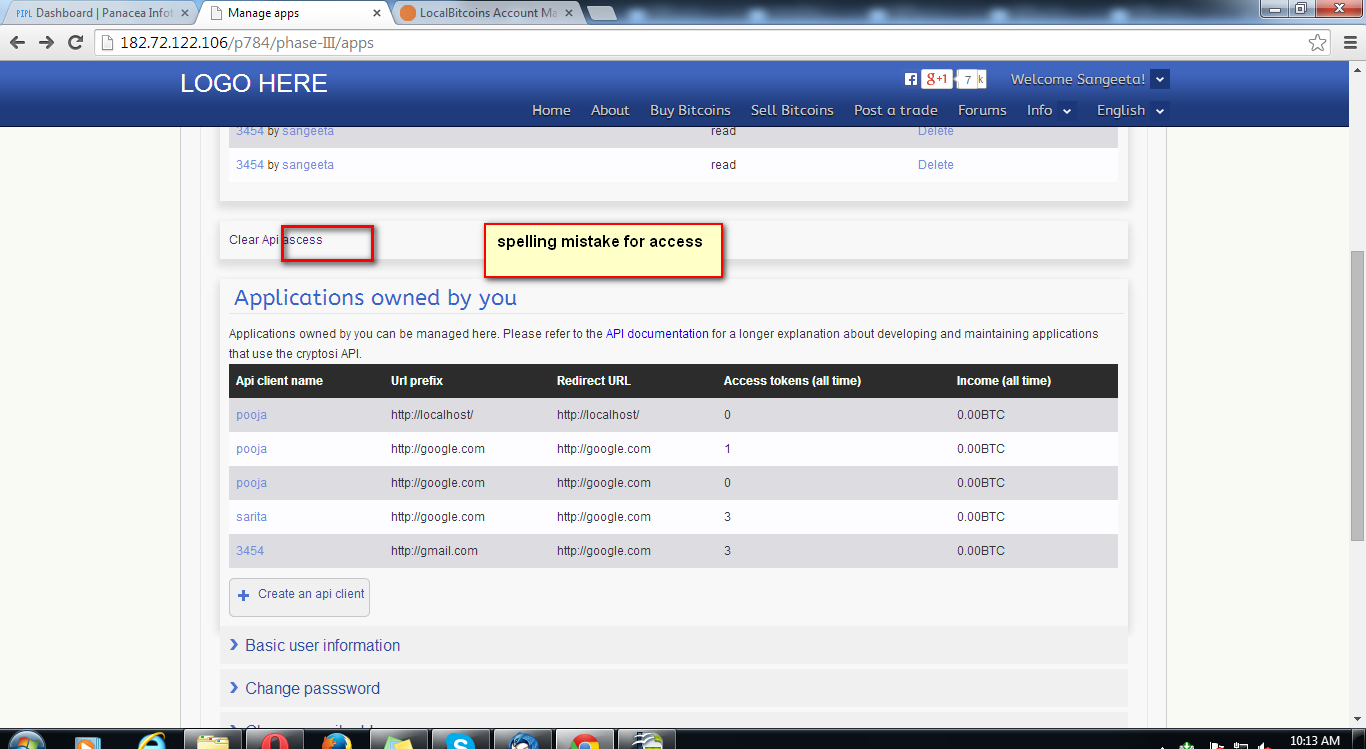 PIPL Dashboard | Panacea Infot
Manage apps
LocalBitcoins Account Ma
182.72.122.106/p784/phase-III/apps
LOGO HERE
g+1 7 k Welcome Sangeeta!
Home About Buy Bitcoins Sell Bitcoins Post a trade Forums Info English
3454 by sangeeta read Delete
3454 by sangeeta read Delete
Clear Api ascess
spelling mistake for access
Applications owned by you
Applications owned by you can be managed here. Please refer to the API documentation for a longer explanation about developing and maintaining applications
that use the cryptosi API.
Api client name Url prefix Redirect URL Access tokens (all time) Income (all time)
pooja http://localhost/ http://localhost/ 0 0.00BTC
pooja http://google.com http://google.com 1 0.00BTC
pooja http://google.com http://google.com 0 0.00BTC
sarita http://google.com http://google.com 3 0.00BTC
3454 http://gmail.com http://google.com 3 0.00BTC
Create an api client
Basic user information
Change passsword
10:13 AM